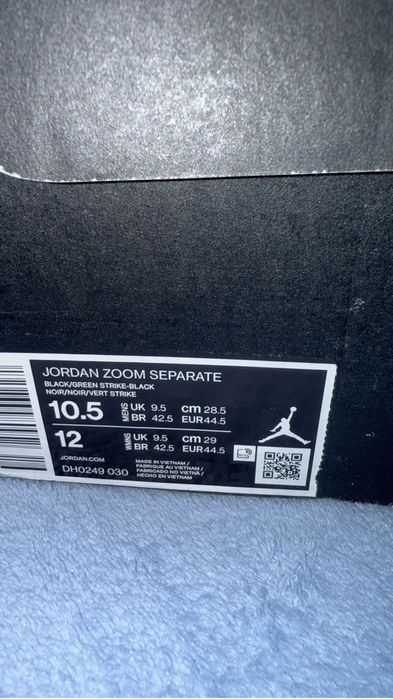 JORDAN ZOOM SEPARATE
BLACK/GREEN STRIKE-BLACK
NOIR/NOIR/VERT STRIKE
10.5 MENS UK 9.5 cm 28.5
BR 42.5 EUR 44.5
12 WMNS UK 9.5 cm 29
BR 42.5 EUR 44.5
JORDAN.COM
DH0249 030
MADE IN VIETNAM /
FABRIQUÉ AU VIETNAM /
FABRICADO NO VIETNÃ /
HECHO EN VIETNAM